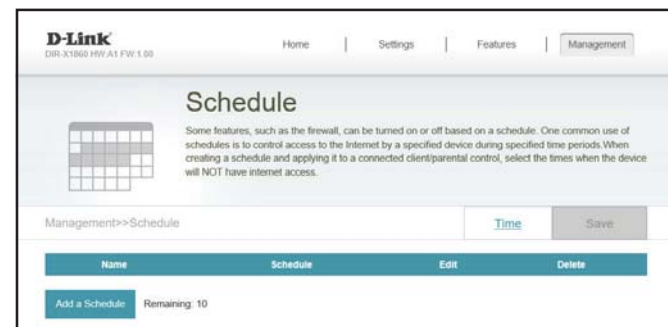 D-Link
DIR-X1860 HW:A1 FW:1.00
Home | Settings | Features | Management
Schedule
Some features, such as the firewall, can be turned on or off based on a schedule. One common use of
schedules is to control access to the Internet by a specified device during specified time periods.When
creating a schedule and applying it to a connected client/parental control, select the times when the device
will NOT have internet access.
Management>>Schedule Time Save
Name Schedule Edit Delete
Add a Schedule Remaining: 10